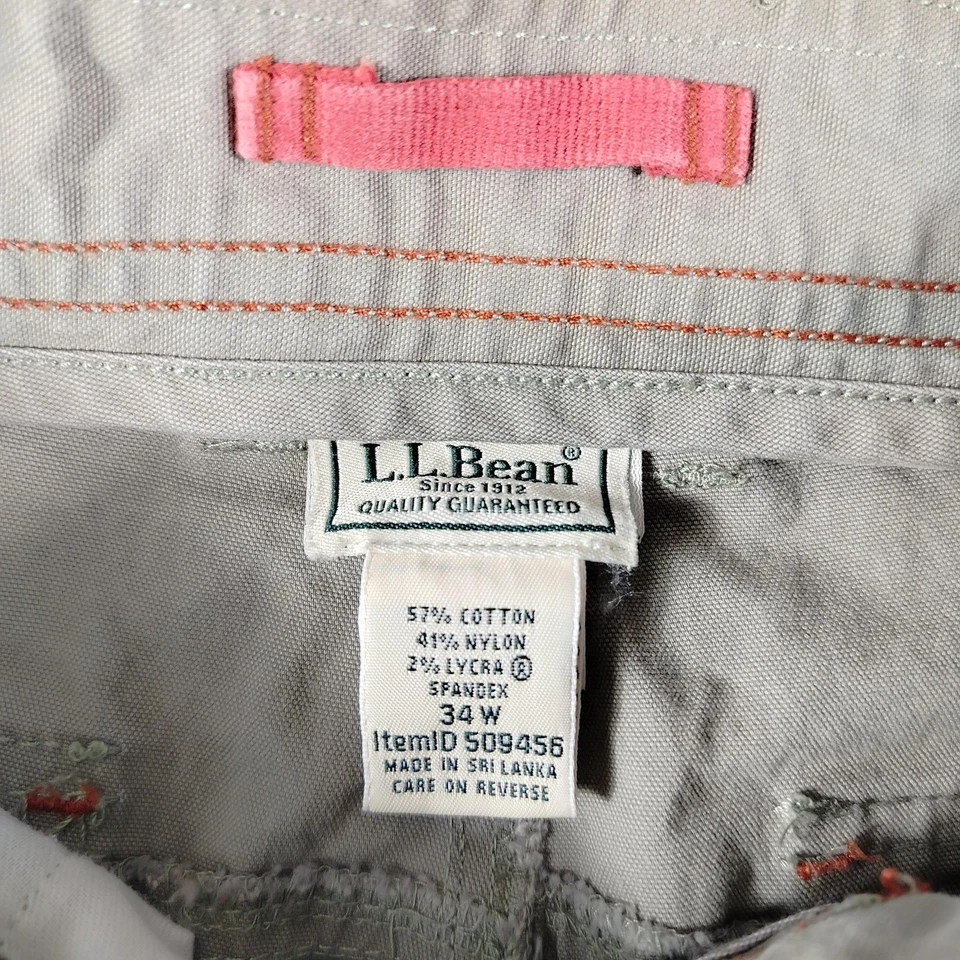 L.L.Bean®
Since 1912
QUALITY GUARANTEED
57% COTTON
41% NYLON
2% LYCRA ®
SPANDEX
34 W
ItemID 509456
MADE IN SRI LANKA
CARE ON REVERSE